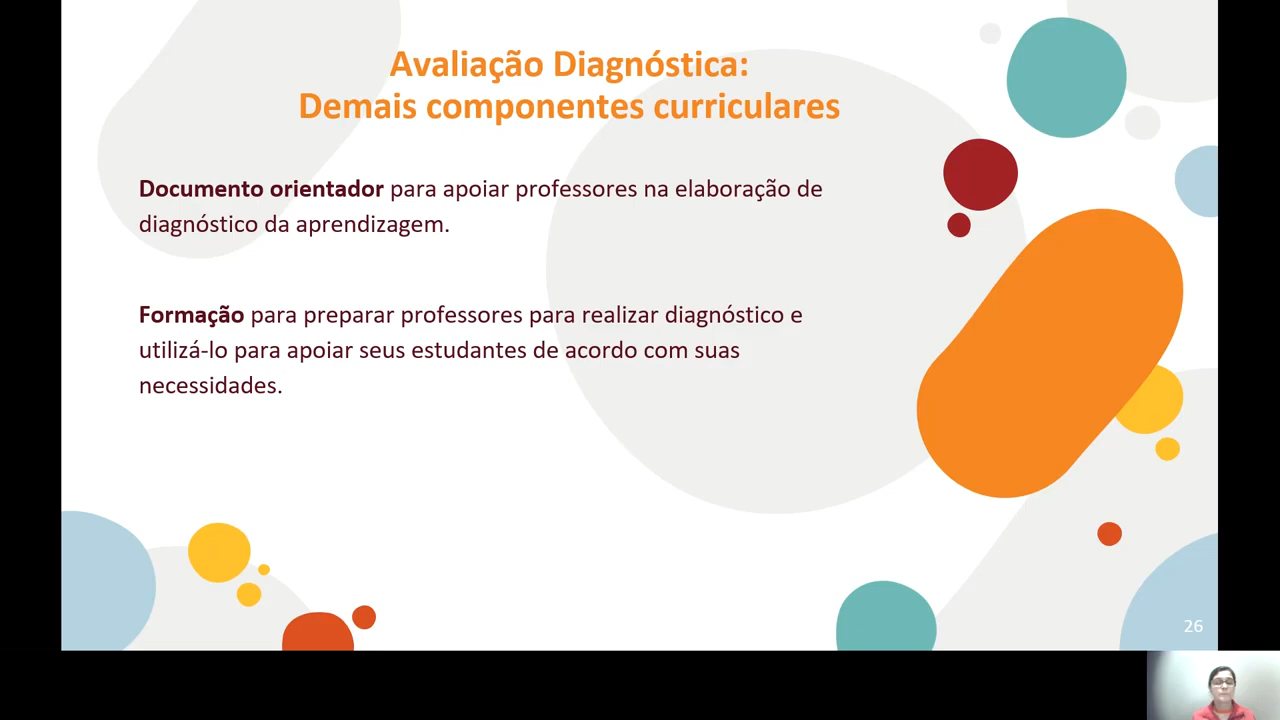 Avaliação Diagnóstica:
Demais componentes curriculares
Documento orientador para apoiar professores na elaboração de
diagnóstico da aprendizagem.
Formação para preparar professores para realizar diagnóstico e
utilizá-lo para apoiar seus estudantes de acordo com suas
necessidades.
26